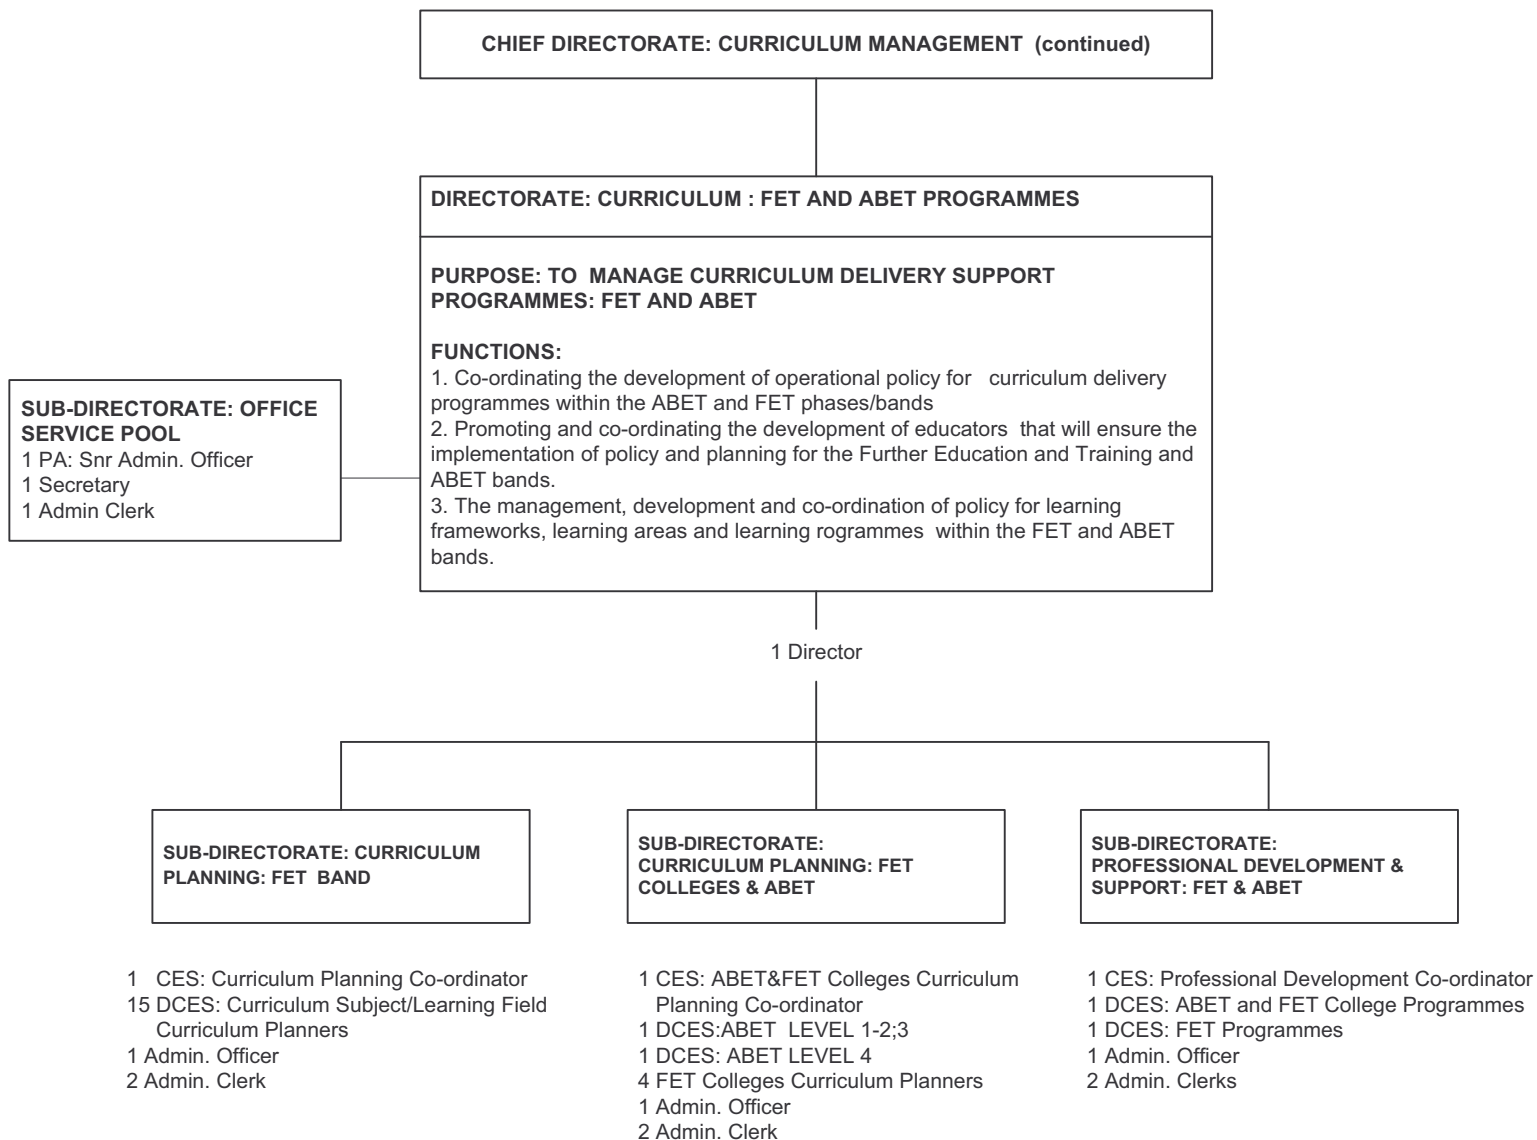 CHIEF DIRECTORATE: CURRICULUM MANAGEMENT (continued)
DIRECTORATE: CURRICULUM : FET AND ABET PROGRAMMES
PURPOSE: TO MANAGE CURRICULUM DELIVERY SUPPORT
PROGRAMMES: FET AND ABET
FUNCTIONS:
1. Co-ordinating the development of operational policy for curriculum delivery
programmes within the ABET and FET phases/bands
2. Promoting and co-ordinating the development of educators that will ensure the
implementation of policy and planning for the Further Education and Training and
ABET bands.
3. The management, development and co-ordination of policy for learning
frameworks, learning areas and learning rogrammes within the FET and ABET
bands.
SUB-DIRECTORATE: OFFICE
SERVICE POOL
1 PA: Snr Admin. Officer
1 Secretary
1 Admin Clerk
1 Director
SUB-DIRECTORATE: CURRICULUM
PLANNING: FET BAND
1 CES: Curriculum Planning Co-ordinator
15 DCES: Curriculum Subject/Learning Field
Curriculum Planners
1 Admin. Officer
2 Admin. Clerk
SUB-DIRECTORATE:
CURRICULUM PLANNING: FET
COLLEGES & ABET
1 CES: ABET&FET Colleges Curriculum
Planning Co-ordinator
1 DCES:ABET LEVEL 1-2;3
1 DCES: ABET LEVEL 4
4 FET Colleges Curriculum Planners
1 Admin. Officer
2 Admin. Clerk
SUB-DIRECTORATE:
PROFESSIONAL DEVELOPMENT &
SUPPORT: FET & ABET
1 CES: Professional Development Co-ordinator
1 DCES: ABET and FET College Programmes
1 DCES: FET Programmes
1 Admin. Officer
2 Admin. Clerks